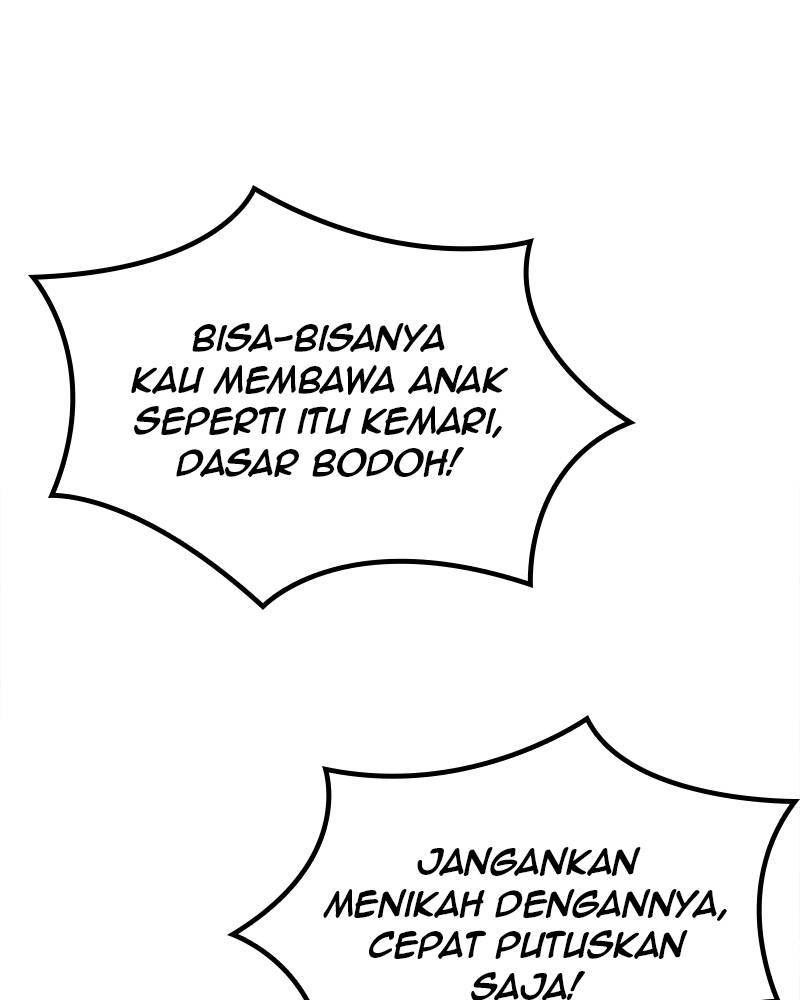 BISA-BISANYA
KAU MEMBAWA ANAK
SEPERTI ITU KEMARI,
DASAR BODOH!
JANGANKAN
MENIKAH DENGANNYA,
CEPAT PUTUSKAN
SAJA!